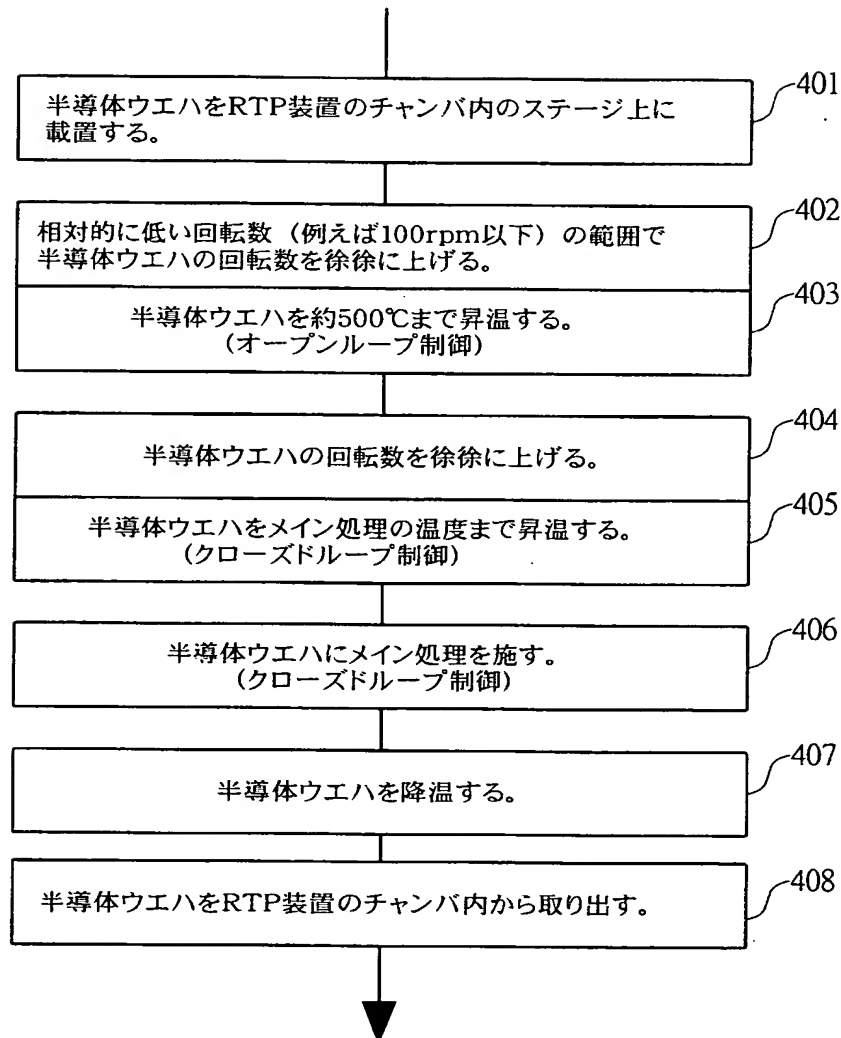 401
半導体ウエハをRTP装置のチャンバ内のステージ上に
載置する。
402
相対的に低い回転数（例えば100rpm以下）の範囲で
半導体ウエハの回転数を徐徐に上げる。
403
半導体ウエハを約500℃まで昇温する。
(オープンループ制御)
404
半導体ウエハの回転数を徐徐に上げる。
405
半導体ウエハをメイン処理の温度まで昇温する。
(クローズドループ制御)
406
半導体ウエハにメイン処理を施す。
(クローズドループ制御)
407
半導体ウエハを降温する。
408
半導体ウエハをRTP装置のチャンバ内から取り出す。